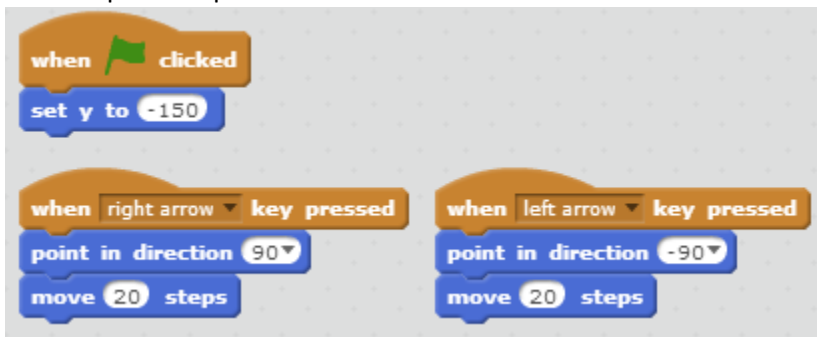 when clicked
set y to -150
when right arrow key pressed
point in direction 90
move 20 steps
when left arrow key pressed
point in direction -90
move 20 steps